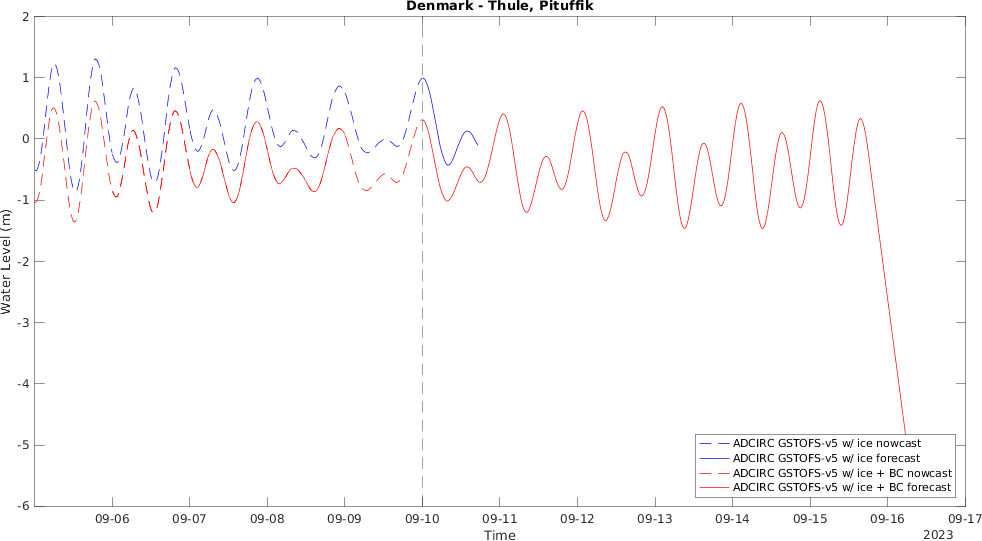 Denmark - Thule, Pituffik
2
1
0
-1
-2
-3
-4
-5
-6
Water Level (m)
ADCIRC GSTOFS-v5 w/ ice nowcast
ADCIRC GSTOFS-v5 w/ ice forecast
ADCIRC GSTOFS-v5 w/ ice + BC nowcast
ADCIRC GSTOFS-v5 w/ ice + BC forecast
09-06 09-07 09-08 09-09 09-10 09-11 09-12 09-13 09-14 09-15 09-16 09-17
Time
2023